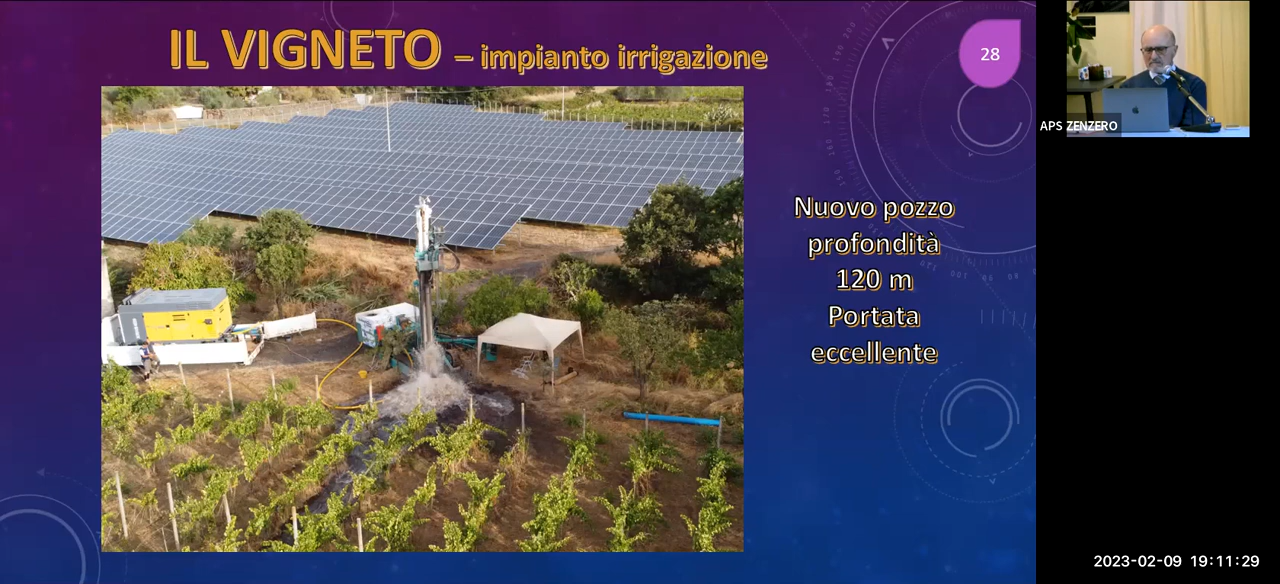 IL VIGNETO – impianto irrigazione
28
Nuovo pozzo
profondità
120 m
Portata
eccellente
APS ZENZERO
2023-02-09 19:11:29